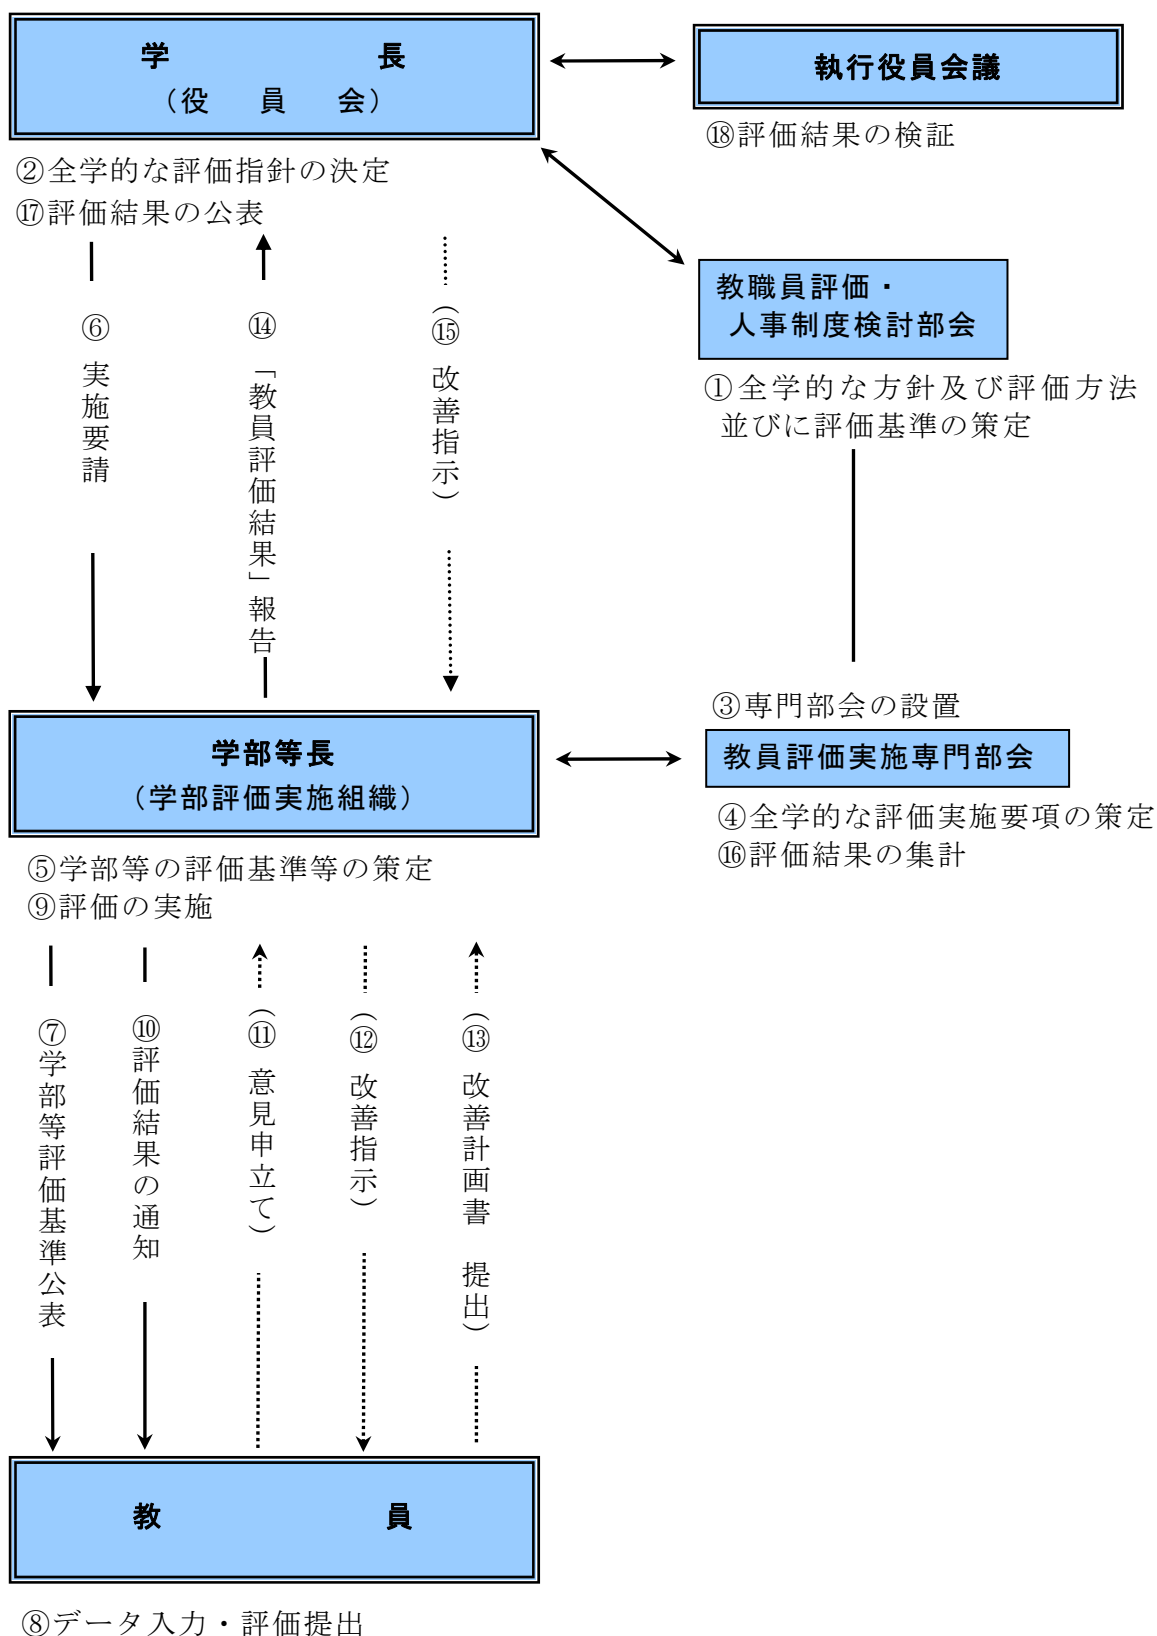 学 長
（役 員 会）
執行役員会議
⑱評価結果の検証
②全学的な評価指針の決定
⑰評価結果の公表
教職員評価・
人事制度検討部会
①全学的な方針及び評価方法
並びに評価基準の策定
⑥ 実施要請
⑭ 「教員評価結果」報告
（⑮ 改善指示）
③専門部会の設置
教員評価実施専門部会
④全学的な評価実施要項の策定
⑯評価結果の集計
学部等長
（学部評価実施組織）
⑤学部等の評価基準等の策定
⑨評価の実施
⑦学部等評価基準公表
⑩評価結果の通知
（⑪ 意見申立て）
（⑫ 改善指示）
（⑬ 改善計画書 提出）
教 員
⑧データ入力・評価提出